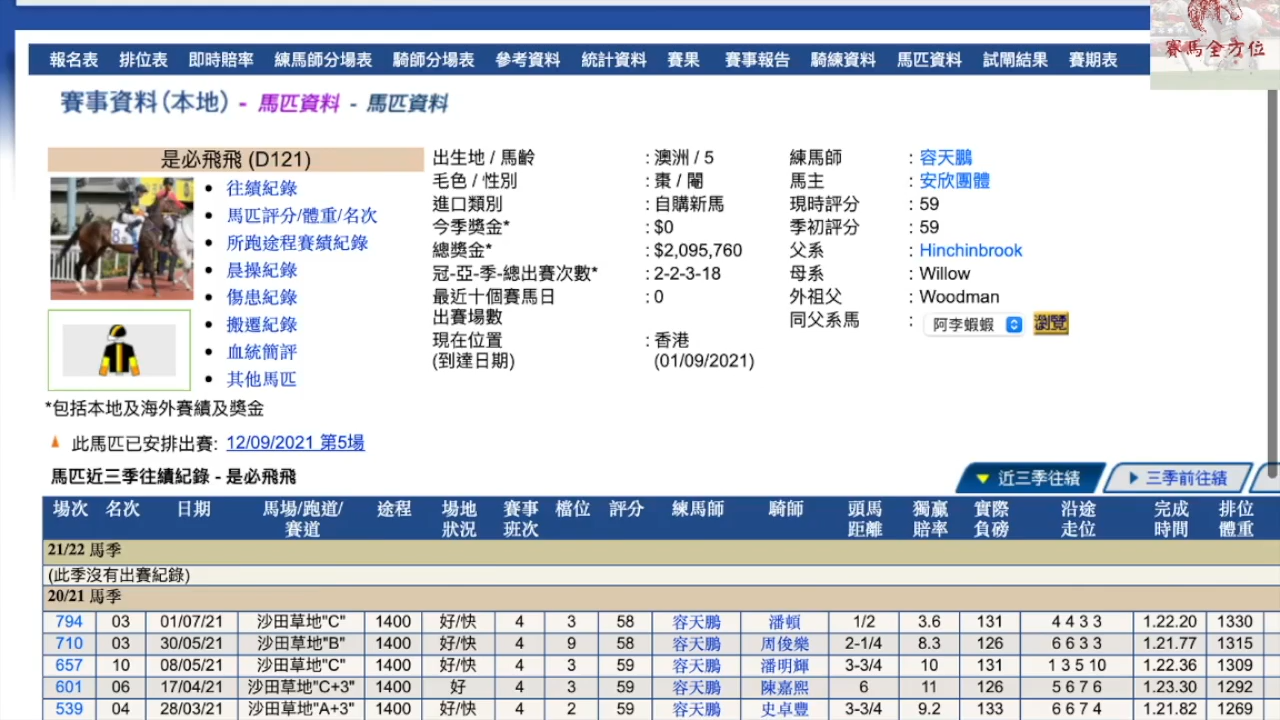 賽馬全方位
報名表 排位表 即時賠率 練馬師分場表 騎師分場表 參考資料 統計資料 賽果 賽事報告 騎練資料 馬匹資料 試閘結果 賽期表
賽事資料(本地) - 馬匹資料 - 馬匹資料
是必飛飛 (D121)
8
往績紀錄
馬匹評分/體重/名次
所跑途程賽績紀錄
晨操紀錄
傷患紀錄
搬遷紀錄
血統簡評
其他馬匹
出生地 / 馬齡 : 澳洲 / 5 練馬師 : 容天鵬
毛色 / 性別 : 棗 / 閹 馬主 : 安欣團體
進口類別 : 自購新馬 現時評分 : 59
今季獎金* : $0 季初評分 : 59
總獎金* : $2,095,760 父系 : Hinchinbrook
冠-亞-季-總出賽次數* : 2-2-3-18 母系 : Willow
最近十個賽馬日 : 0 外祖父 : Woodman
出賽場數 同父系馬 : 阿李蝦蝦 瀏覽
現在位置 : 香港
(到達日期) (01/09/2021)
*包括本地及海外賽績及獎金
此馬匹已安排出賽: 12/09/2021 第5場
馬匹近三季往績紀錄 - 是必飛飛 近三季往績 三季前往績
場次 名次 日期 馬場/跑道/ 途程 場地 賽事 檔位 評分 練馬師 騎師 頭馬 獨贏 實際 沿途 完成 排位
賽道 狀況 班次 距離 賠率 負磅 走位 時間 體重
21/22 馬季
(此季沒有出賽紀錄)
20/21 馬季
794 03 01/07/21 沙田草地"C" 1400 好/快 4 3 58 容天鵬 潘頓 1/2 3.6 131 4 4 3 3 1.22.20 1330
710 03 30/05/21 沙田草地"B" 1400 好/快 4 9 58 容天鵬 周俊樂 2-1/4 8.3 126 6 6 3 3 1.21.77 1315
657 10 08/05/21 沙田草地"C" 1400 好/快 4 3 59 容天鵬 潘明輝 3-3/4 10 131 1 3 5 10 1.22.36 1309
601 06 17/04/21 沙田草地"C+3" 1400 好 4 3 59 容天鵬 陳嘉熙 6 11 126 5 6 7 6 1.23.30 1292
539 04 28/03/21 沙田草地"A+3" 1400 好/快 4 2 59 容天鵬 史卓豐 3-3/4 9.2 133 6 6 7 4 1.21.82 1269